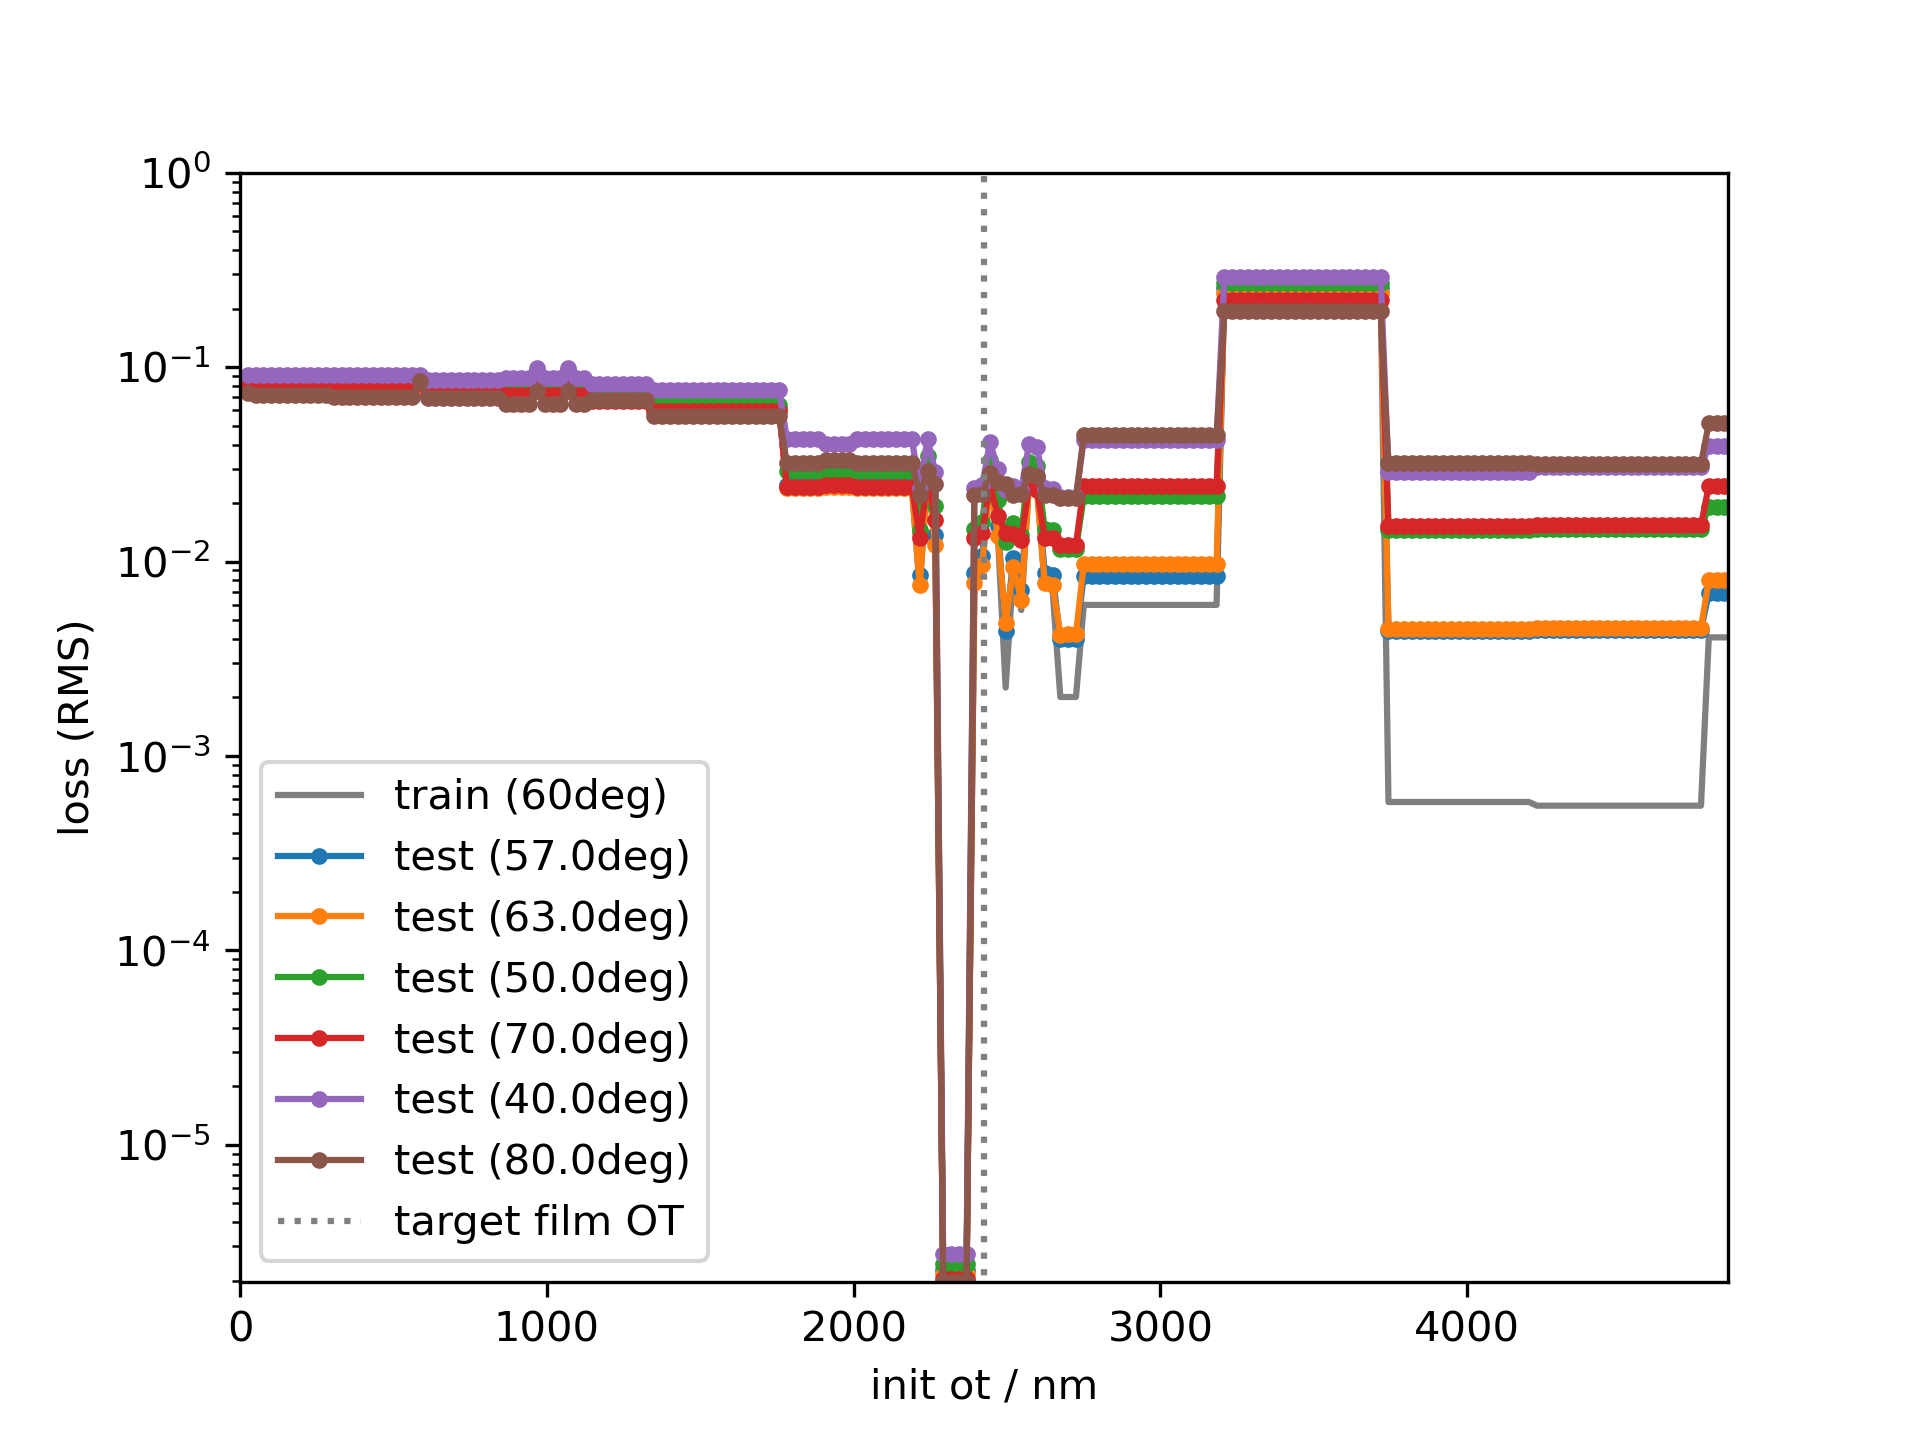 10⁰
10⁻¹
10⁻²
10⁻³
10⁻⁴
10⁻⁵
loss (RMS)
train (60deg)
test (57.0deg)
test (63.0deg)
test (50.0deg)
test (70.0deg)
test (40.0deg)
test (80.0deg)
target film OT
0 1000 2000 3000 4000
init ot / nm